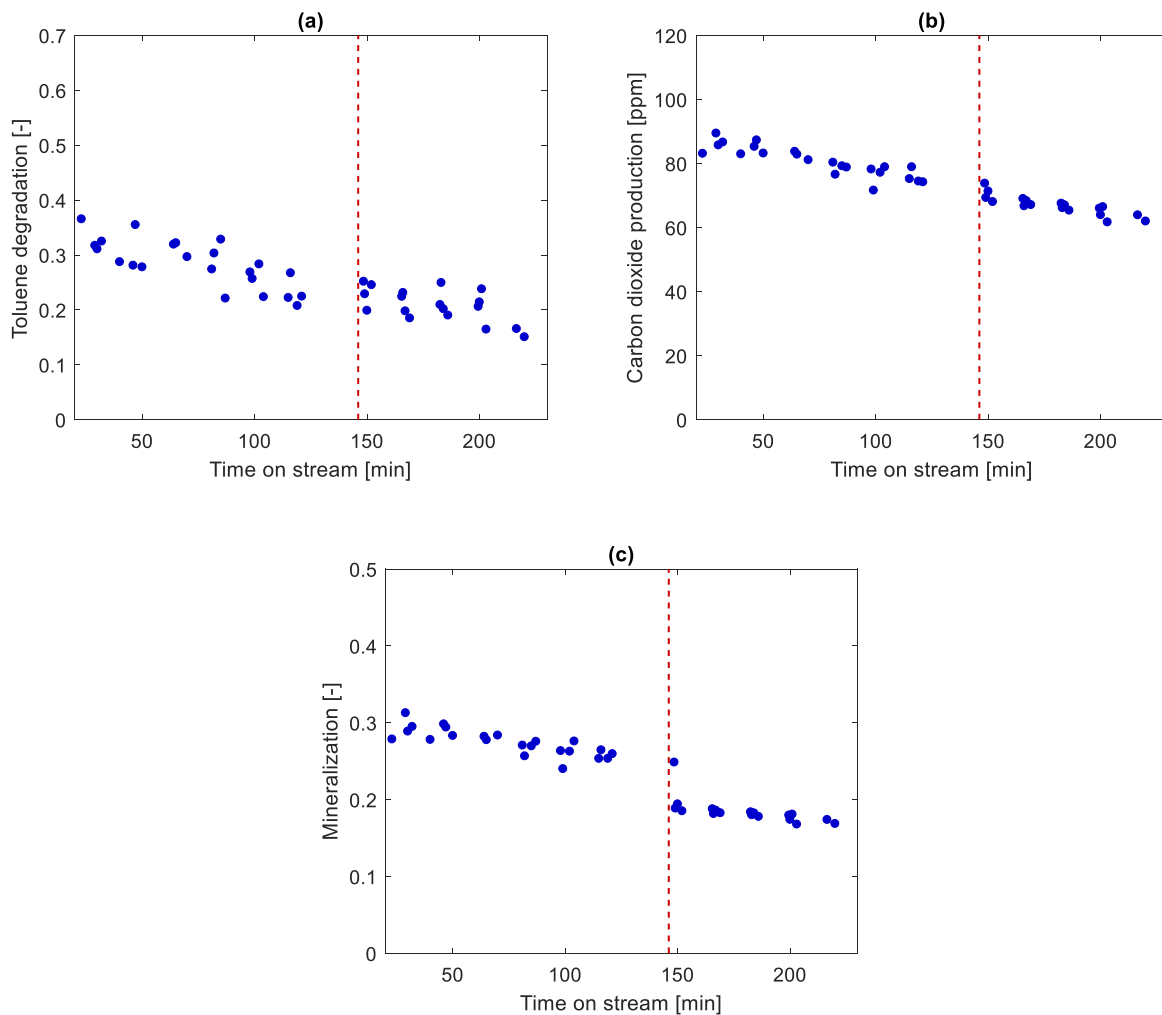 (a)
0.7
0.6
0.5
0.4
0.3
0.2
0.1
0
Toluene degradation [-]
50 100 150 200
Time on stream [min]
(b)
120
100
80
60
40
20
0
Carbon dioxide production [ppm]
50 100 150 200
Time on stream [min]
(c)
0.5
0.4
0.3
0.2
0.1
0
Mineralization [-]
50 100 150 200
Time on stream [min]